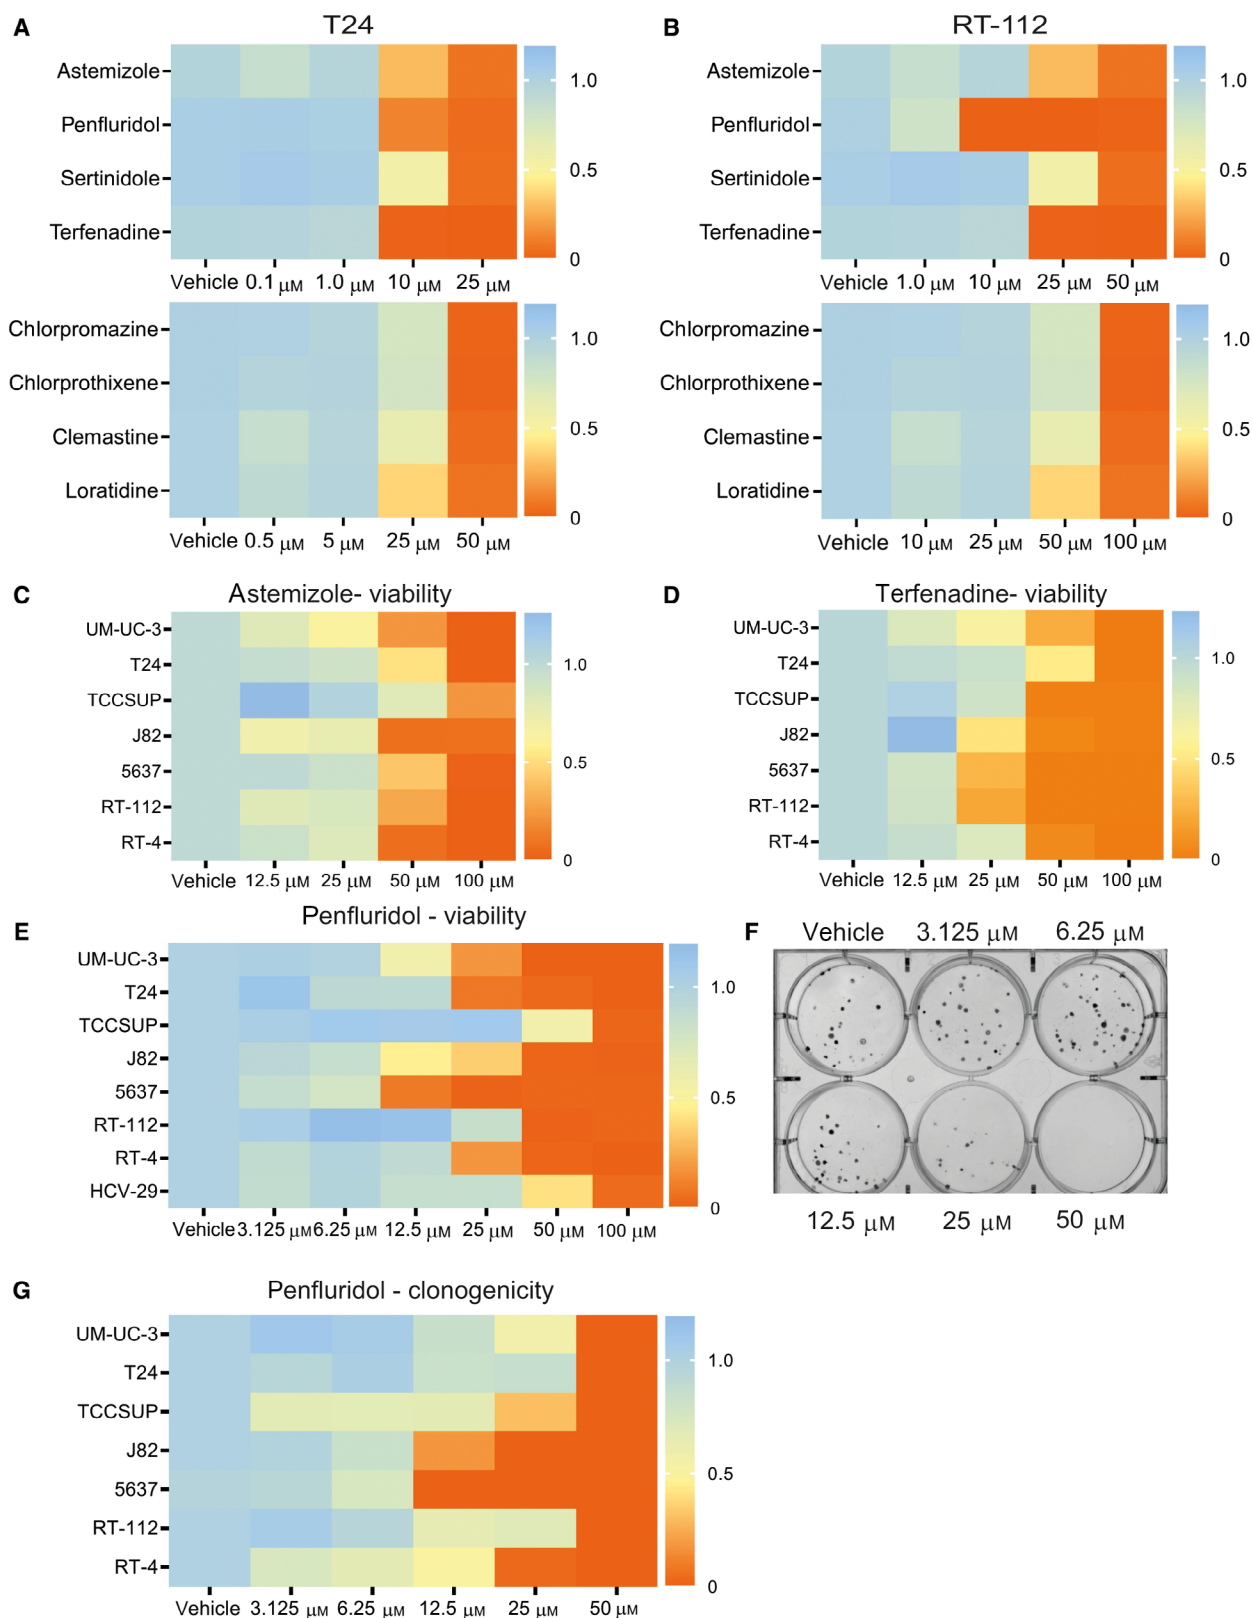 A
T24
Astemizole
Penfluridol
Sertinidole
Terfenadine
1.0
0.5
0
Vehicle 0.1 µM 1.0 µM 10 µM 25 µM
Chlorpromazine
Chlorprothixene
Clemastine
Loratidine
1.0
0.5
0
Vehicle 0.5 µM 5 µM 25 µM 50 µM
B
RT-112
Astemizole
Penfluridol
Sertinidole
Terfenadine
1.0
0.5
0
Vehicle 1.0 µM 10 µM 25 µM 50 µM
Chlorpromazine
Chlorprothixene
Clemastine
Loratidine
1.0
0.5
0
Vehicle 10 µM 25 µM 50 µM 100 µM
C
Astemizole- viability
UM-UC-3
T24
TCCSUP
J82
5637
RT-112
RT-4
1.0
0.5
0
Vehicle 12.5 µM 25 µM 50 µM 100 µM
D
Terfenadine- viability
UM-UC-3
T24
TCCSUP
J82
5637
RT-112
RT-4
1.0
0.5
0
Vehicle 12.5 µM 25 µM 50 µM 100 µM
E
Penfluridol - viability
UM-UC-3
T24
TCCSUP
J82
5637
RT-112
RT-4
HCV-29
1.0
0.5
0
Vehicle 3.125 µM 6.25 µM 12.5 µM 25 µM 50 µM 100 µM
F
Vehicle 3.125 µM 6.25 µM
12.5 µM 25 µM 50 µM
G
Penfluridol - clonogenicity
UM-UC-3
T24
TCCSUP
J82
5637
RT-112
RT-4
1.0
0.5
0
Vehicle 3.125 µM 6.25 µM 12.5 µM 25 µM 50 µM